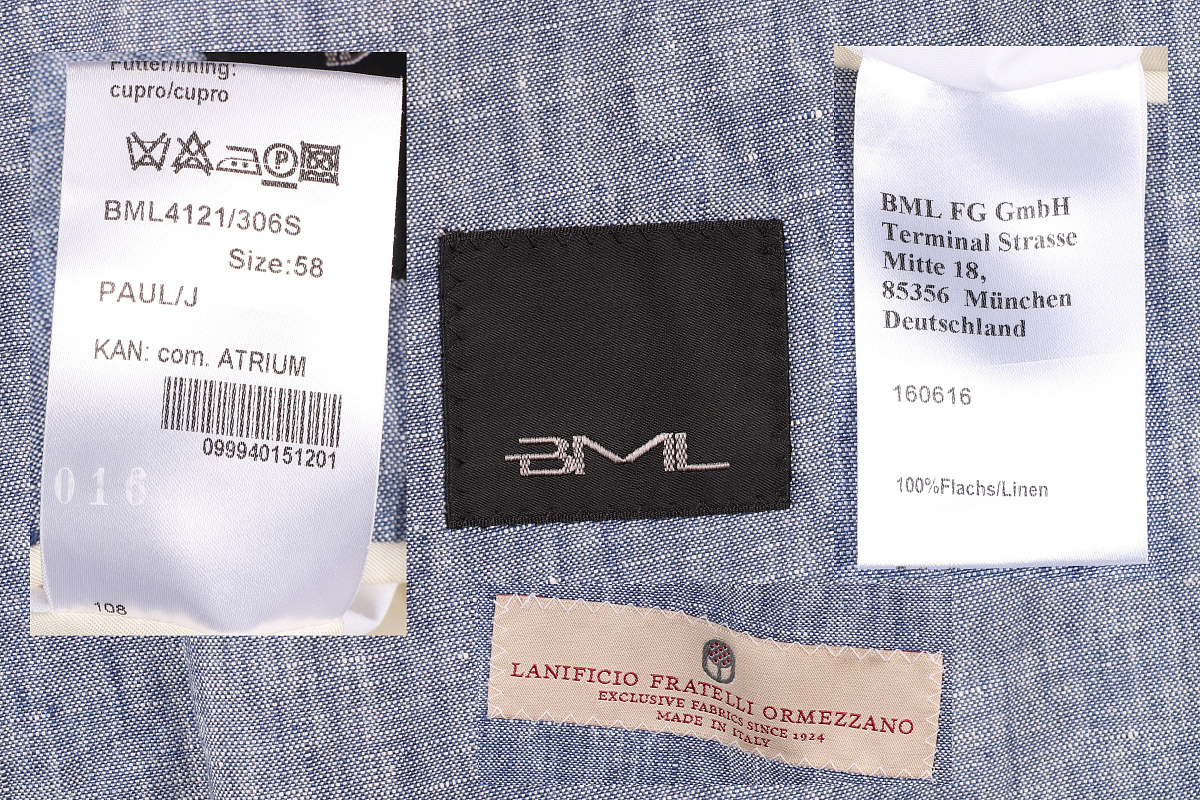 Futter/lining:
cupro/cupro
P
BML4121/306S
Size:58
PAUL/J
KAN: com. ATRIUM
099940151201
016
108
BML
LANIFICIO FRATELLI ORMEZZANO
EXCLUSIVE FABRICS SINCE 1924
MADE IN ITALY
BML FG GmbH
Terminal Strasse
Mitte 18,
85356 München
Deutschland
160616
100%Flachs/Linen